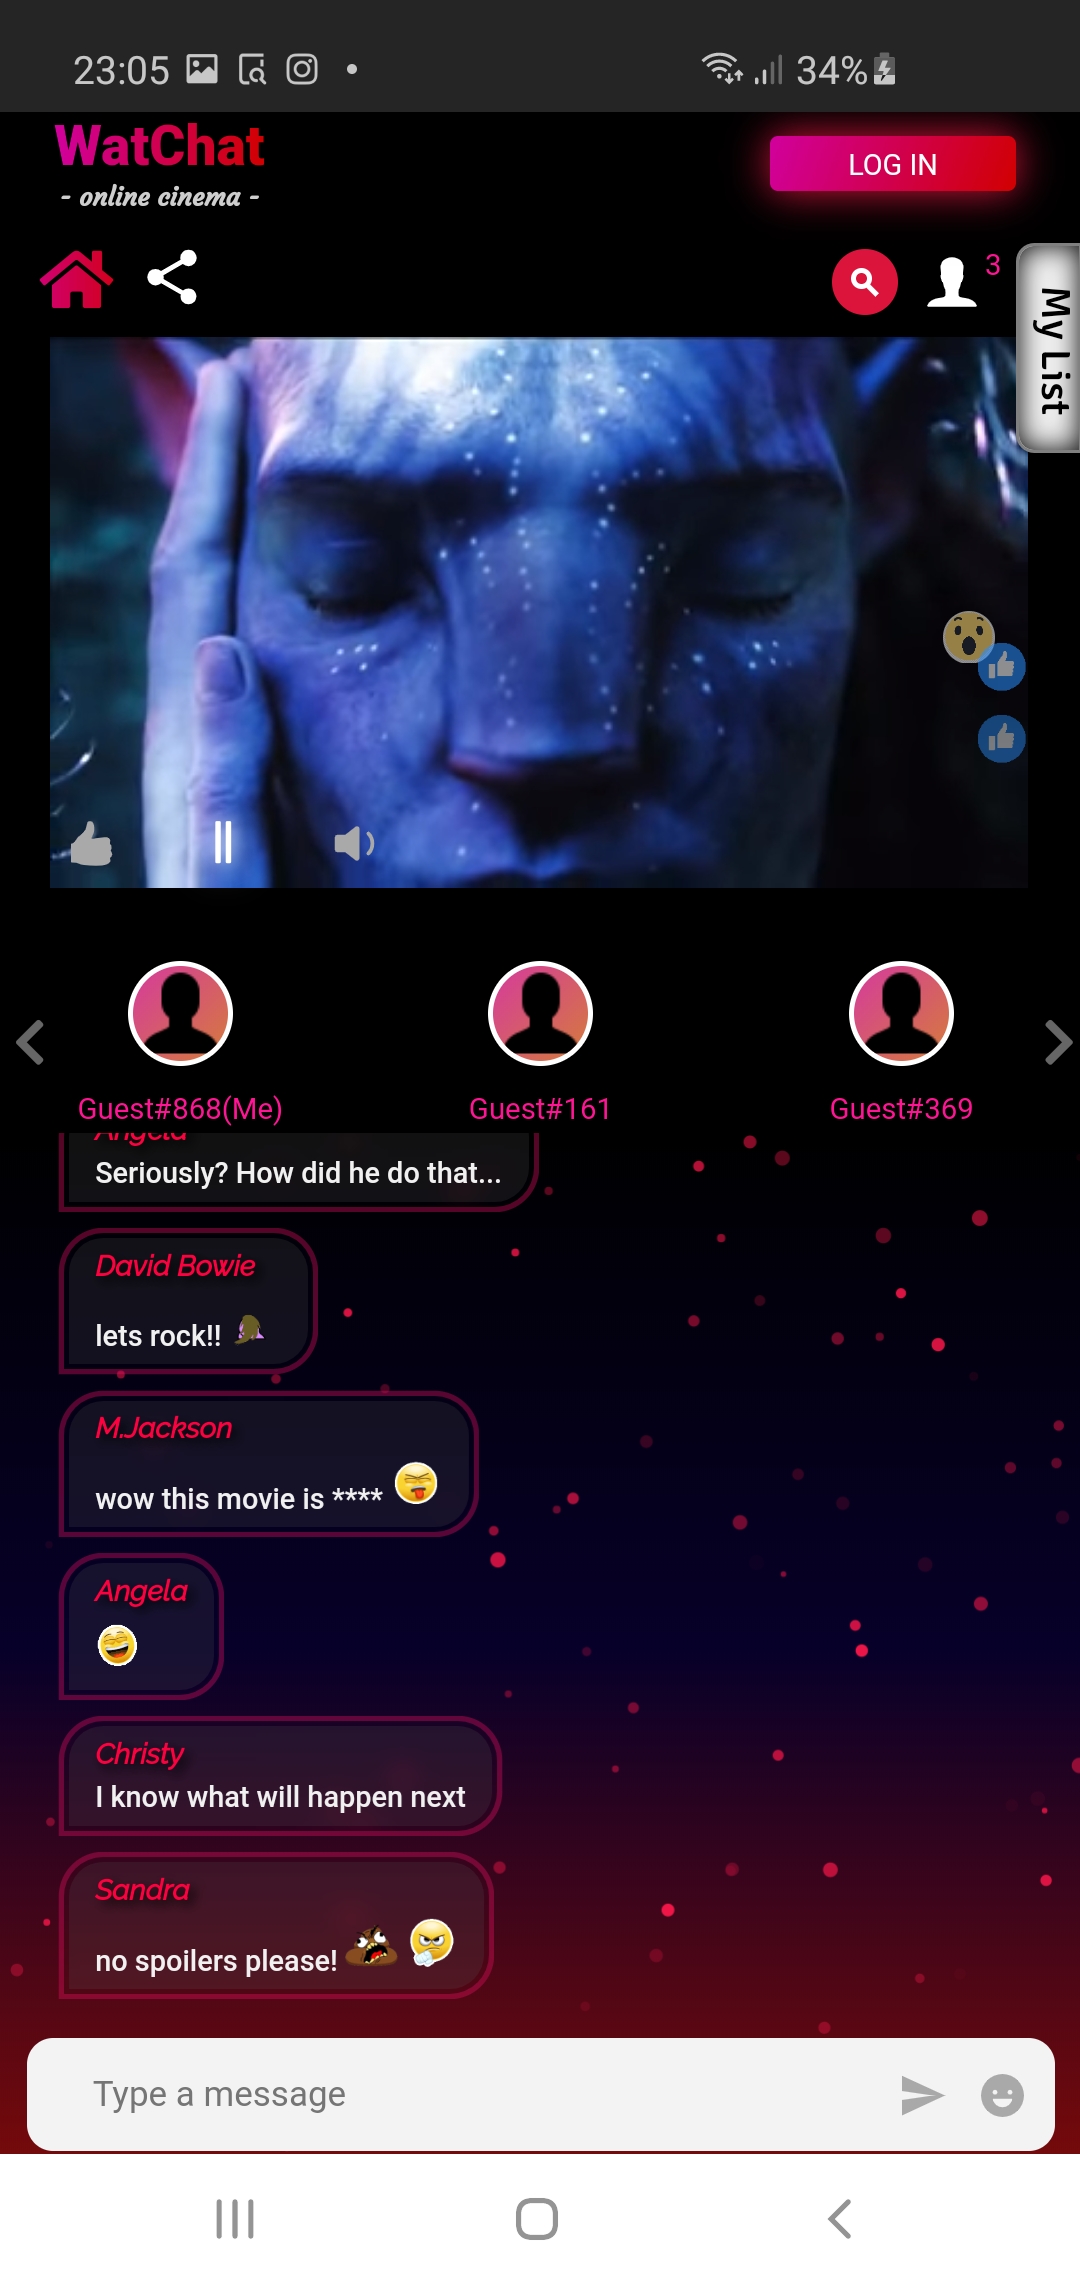 23:05
34%
WatChat
- online cinema -
LOG IN
3
My List
Guest#868(Me)
Guest#161
Guest#369
Angela
Seriously? How did he do that...
David Bowie
lets rock!!
M.Jackson
wow this movie is ****
Angela
Christy
I know what will happen next
Sandra
no spoilers please!
Type a message